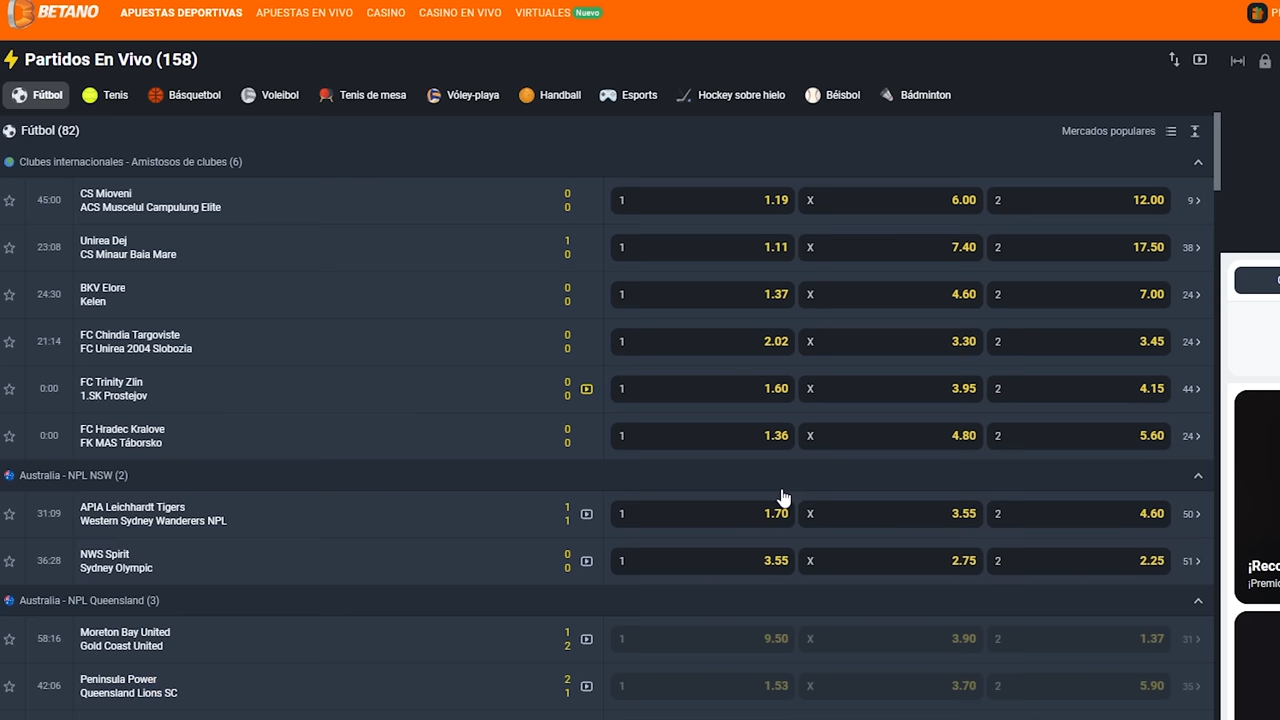 BETANO APUESTAS DEPORTIVAS APUESTAS EN VIVO CASINO CASINO EN VIVO VIRTUALES Nuevo
Partidos En Vivo (158)
Fútbol Tenis Básquetbol Voleibol Tenis de mesa Vóley-playa Handball Esports Hockey sobre hielo Béisbol Bádminton
Fútbol (82) Mercados populares
Clubes internacionales - Amistosos de clubes (6)
45:00 CS Mioveni 0
ACS Muscelul Campulung Elite 0
1 1.19 X 6.00 2 12.00 9
23:08 Unirea Dej 1
CS Minaur Baia Mare 0
1 1.11 X 7.40 2 17.50 38
24:30 BKV Elore 0
Kelen 0
1 1.37 X 4.60 2 7.00 24
21:14 FC Chindia Targoviste 0
FC Unirea 2004 Slobozia 0
1 2.02 X 3.30 2 3.45 24
0:00 FC Trinity Zlin 0
1.SK Prostejov 0
1 1.60 X 3.95 2 4.15 44
0:00 FC Hradec Kralove 0
FK MAS Táborsko 0
1 1.36 X 4.80 2 5.60 24
Australia - NPL NSW (2)
31:09 APIA Leichhardt Tigers 1
Western Sydney Wanderers NPL 1
1 1.70 X 3.55 2 4.60 50
36:28 NWS Spirit 0
Sydney Olympic 0
1 3.55 X 2.75 2 2.25 51
Australia - NPL Queensland (3)
58:16 Moreton Bay United 1
Gold Coast United 2
1 9.50 X 3.90 2 1.37 31
42:06 Peninsula Power 2
Queensland Lions SC 1
1 1.53 X 3.70 2 5.90 35